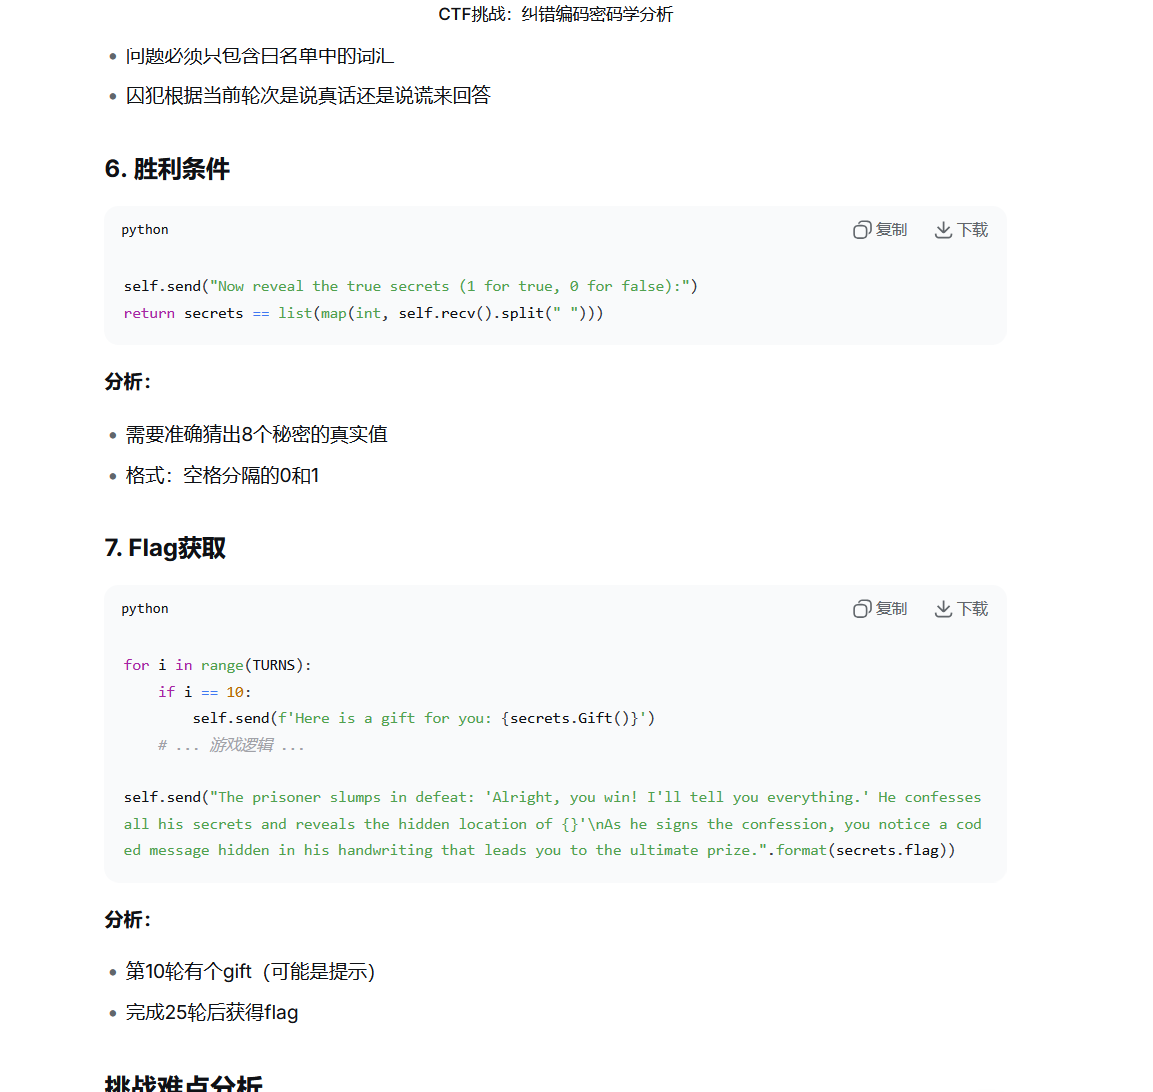 CTF挑战：纠错编码密码学分析
问题必须只包含白名单中的词汇
囚犯根据当前轮次是说真话还是说谎来回答
6. 胜利条件
python
复制
下载
self.send("Now reveal the true secrets (1 for true, 0 for false):")
return secrets == list(map(int, self.recv().split(" ")))
分析：
需要准确猜出8个秘密的真实值
格式：空格分隔的0和1
7. Flag获取
python
复制
下载
for i in range(TURNS):
if i == 10:
self.send(f'Here is a gift for you: {secrets.Gift()}')
# ... 游戏逻辑 ...
self.send("The prisoner slumps in defeat: 'Alright, you win! I'll tell you everything.' He confesses
all his secrets and reveals the hidden location of {}'\nAs he signs the confession, you notice a cod
ed message hidden in his handwriting that leads you to the ultimate prize.".format(secrets.flag))
分析：
第10轮有个gift（可能是提示）
完成25轮后获得flag
挑战难点分析